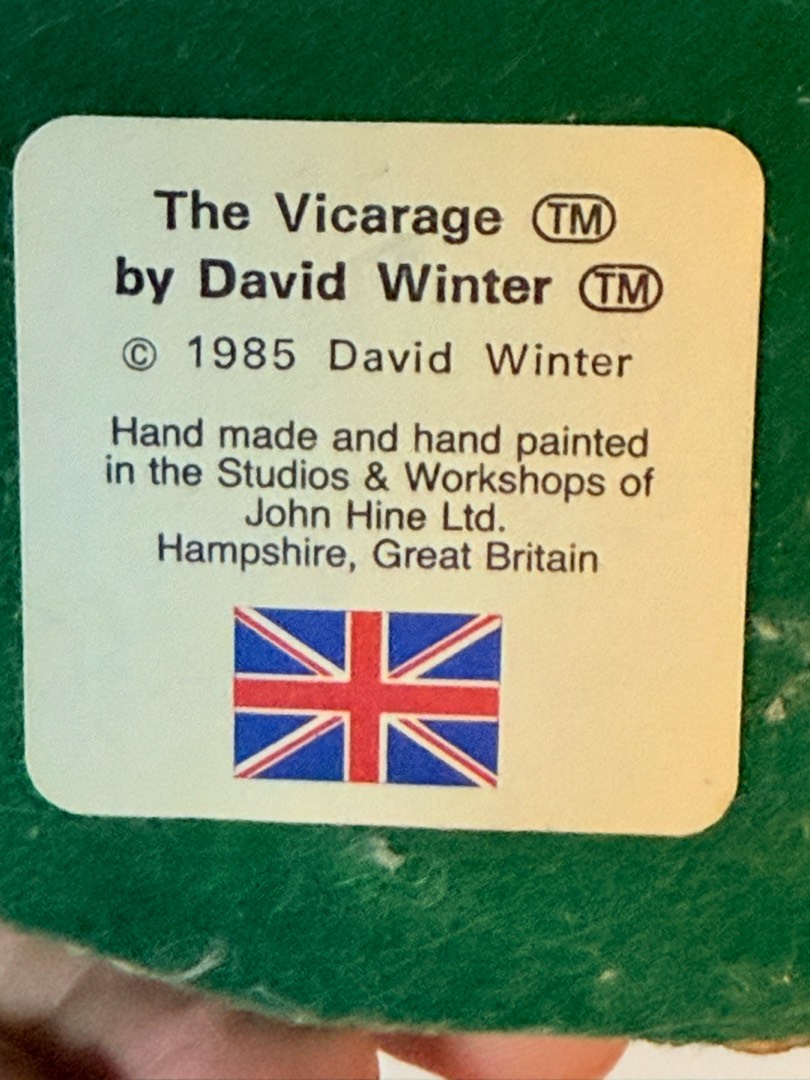 The Vicarage ™
by David Winter ™
© 1985 David Winter
Hand made and hand painted
in the Studios & Workshops of
John Hine Ltd.
Hampshire, Great Britain